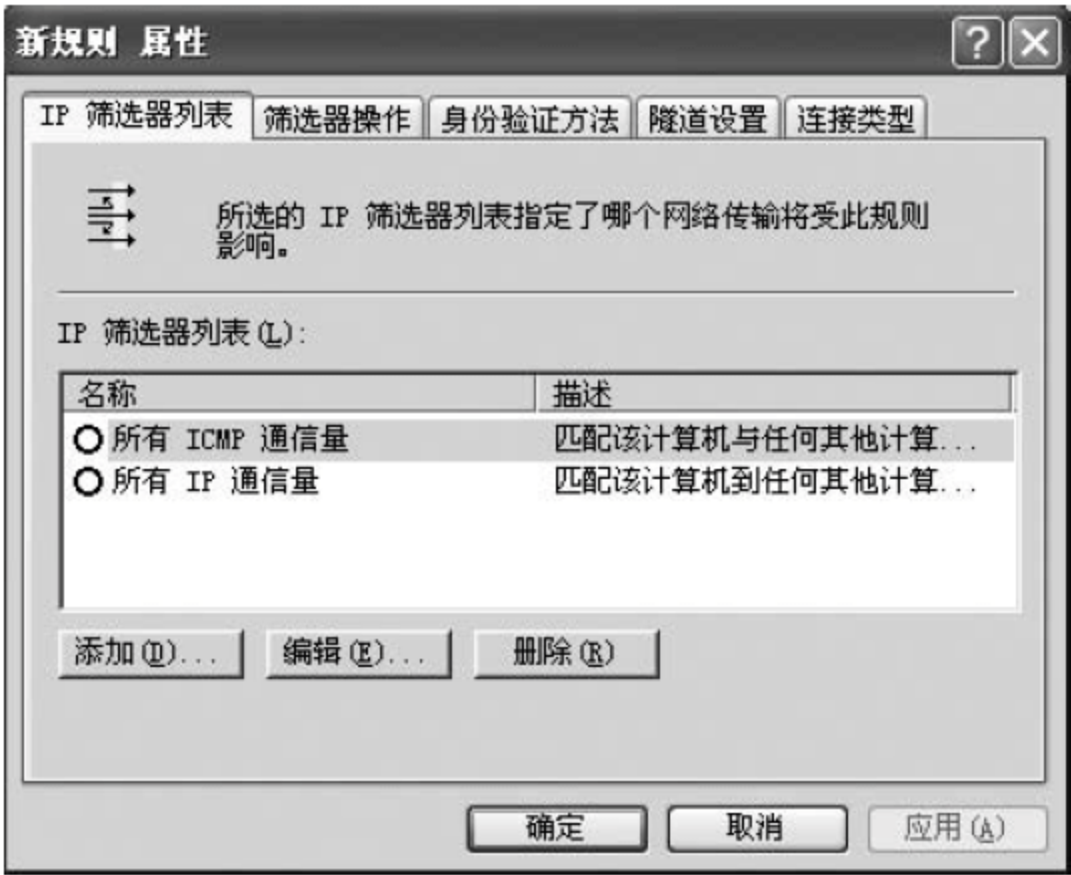 新规则 属性
IP 筛选器列表 筛选器操作 身份验证方法 隧道设置 连接类型
所选的 IP 筛选器列表指定了哪个网络传输将受此规则
影响。
IP 筛选器列表(L):
名称 描述
所有 ICMP 通信量 匹配该计算机与任何其他计算...
所有 IP 通信量 匹配该计算机到任何其他计算...
添加(D)... 编辑(E)... 删除(R)
确定 取消 应用(A)